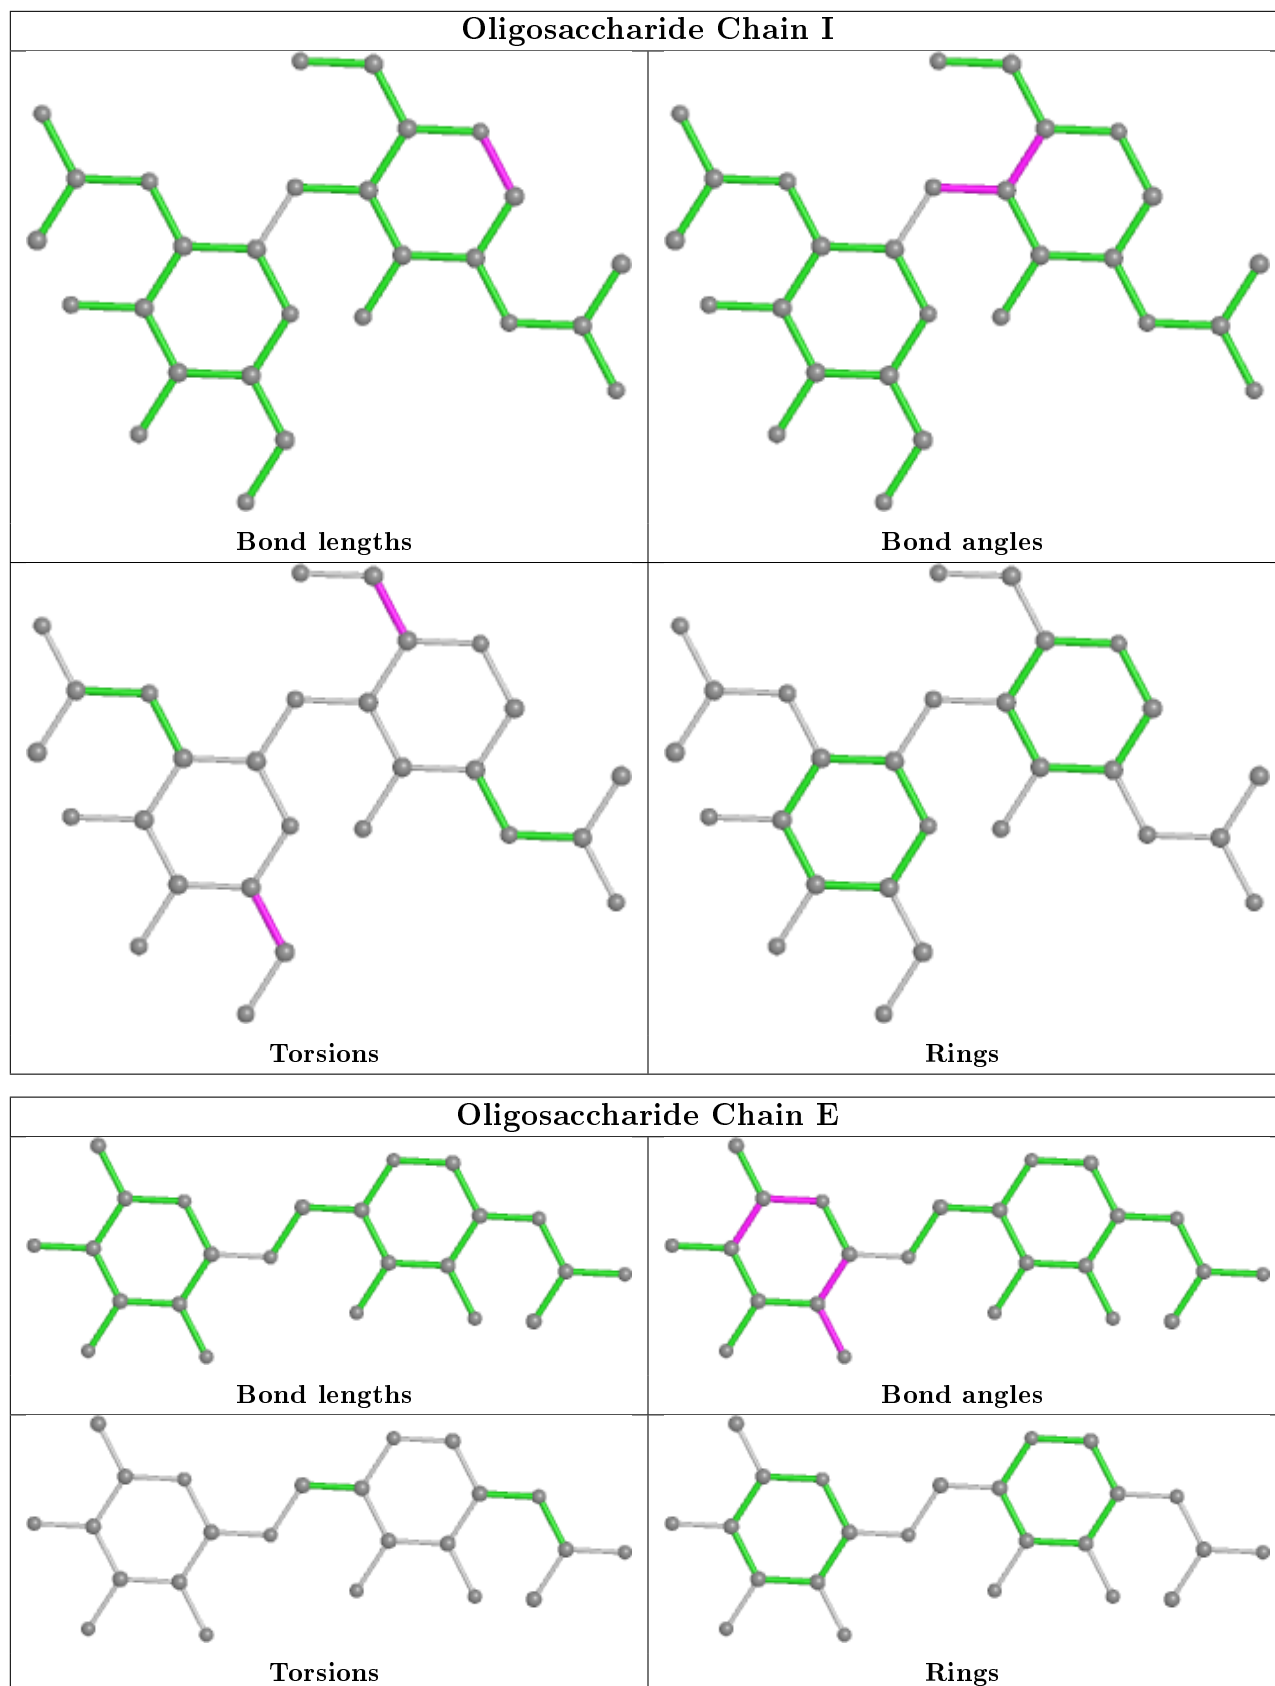 Oligosaccharide Chain I
Bond lengths
Bond angles
Torsions
Rings
Oligosaccharide Chain E
Bond lengths
Bond angles
Torsions
Rings